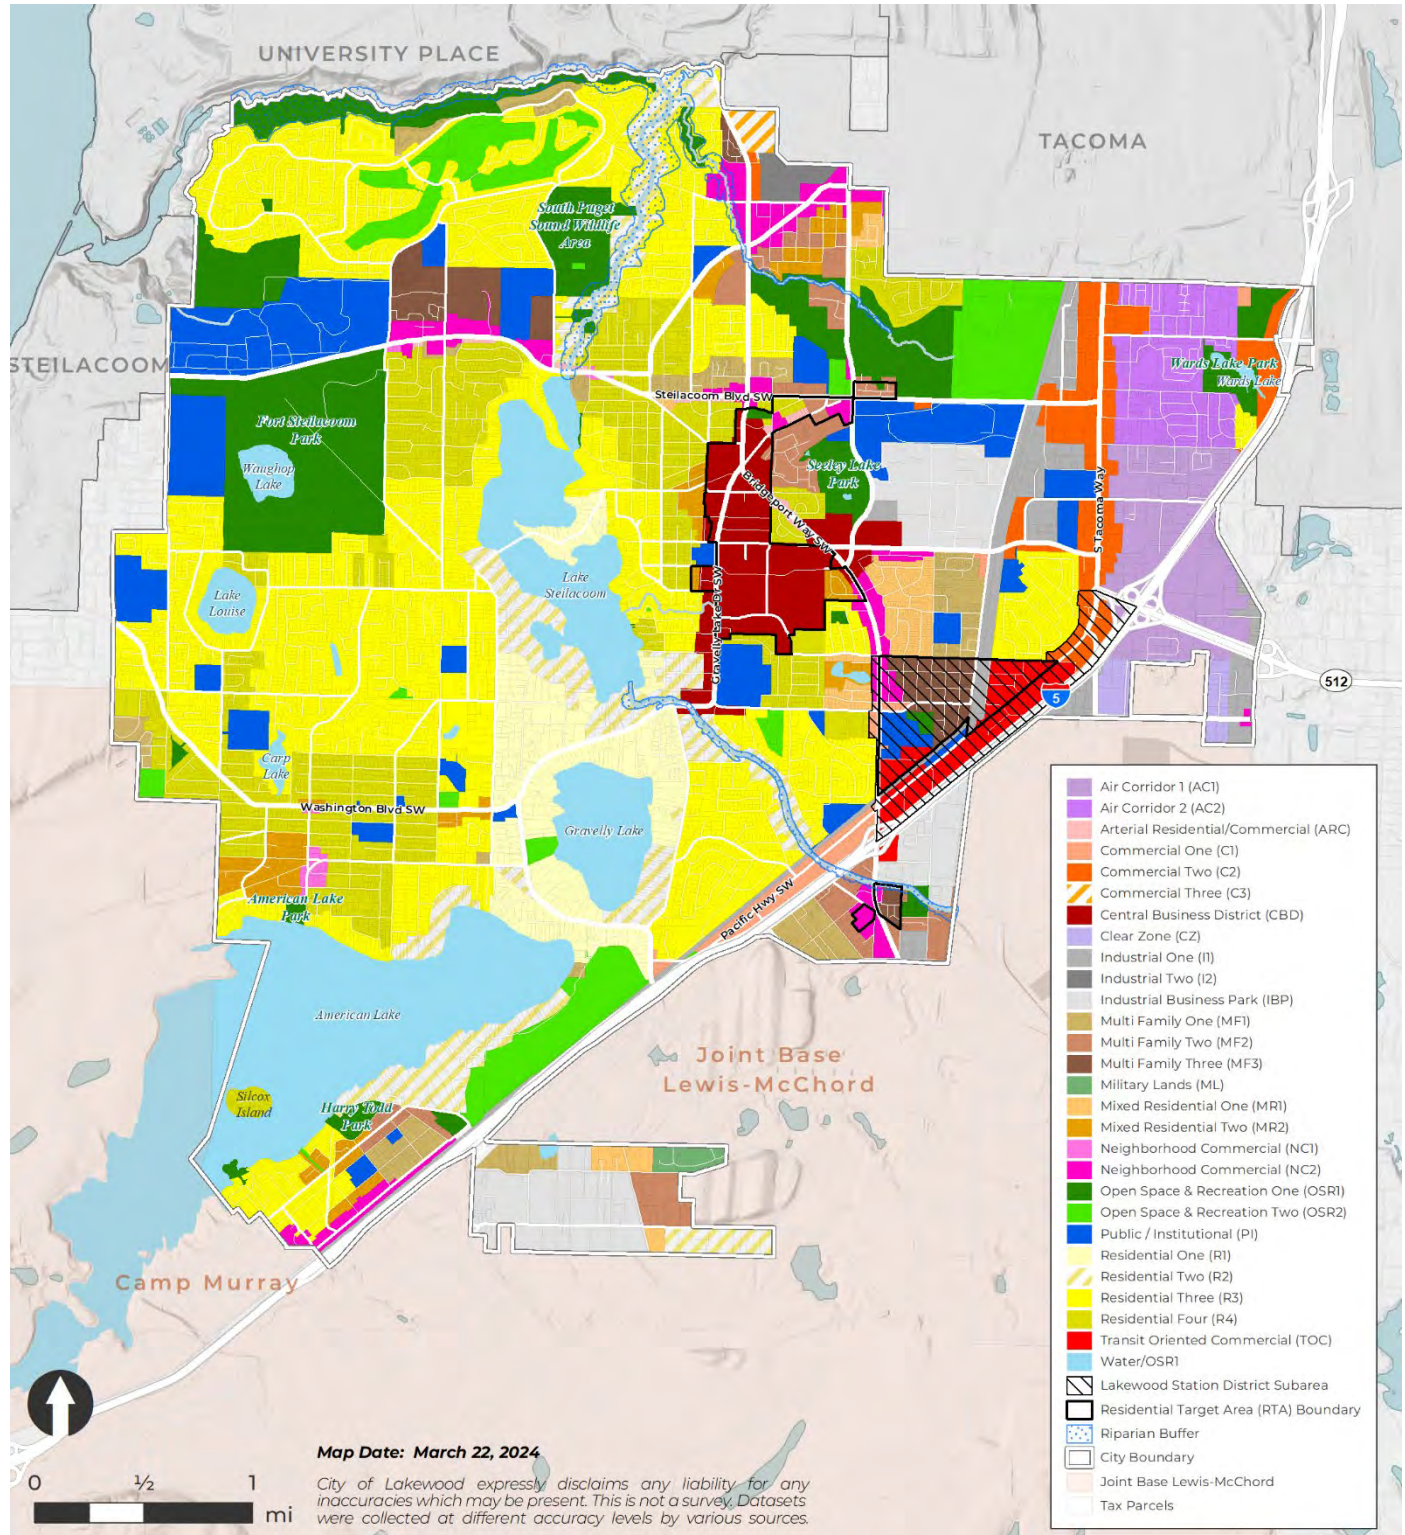 UNIVERSITY PLACE
TACOMA
South Puget
Sound Wildlife
Area
STEILACOOM
Wards Lake Park
Wards Lake
Steilacoom Blvd SW
Fort Steilacoom
Park
Waughop
Lake
Seeley Lake
Park
Bridgeport Way SW
S Tacoma Way
Lake
Steilacoom
Lake
Louise
Gravelly Lake Dr SW
512
5
Carp
Lake
Washington Blvd SW
Gravelly Lake
American Lake
Park
Pacific Hwy SW
American Lake
Joint Base
Lewis-McChord
Silcox
Island
Harry Todd
Park
Camp Murray
Air Corridor 1 (AC1)
Air Corridor 2 (AC2)
Arterial Residential/Commercial (ARC)
Commercial One (C1)
Commercial Two (C2)
Commercial Three (C3)
Central Business District (CBD)
Clear Zone (CZ)
Industrial One (I1)
Industrial Two (I2)
Industrial Business Park (IBP)
Multi Family One (MF1)
Multi Family Two (MF2)
Multi Family Three (MF3)
Military Lands (ML)
Mixed Residential One (MR1)
Mixed Residential Two (MR2)
Neighborhood Commercial (NC1)
Neighborhood Commercial (NC2)
Open Space & Recreation One (OSR1)
Open Space & Recreation Two (OSR2)
Public / Institutional (PI)
Residential One (R1)
Residential Two (R2)
Residential Three (R3)
Residential Four (R4)
Transit Oriented Commercial (TOC)
Water/OSR1
Lakewood Station District Subarea
Residential Target Area (RTA) Boundary
Riparian Buffer
City Boundary
Joint Base Lewis-McChord
Tax Parcels
0 ½ 1
mi
Map Date: March 22, 2024
City of Lakewood expressly disclaims any liability for any
inaccuracies which may be present. This is not a survey. Datasets
were collected at different accuracy levels by various sources.